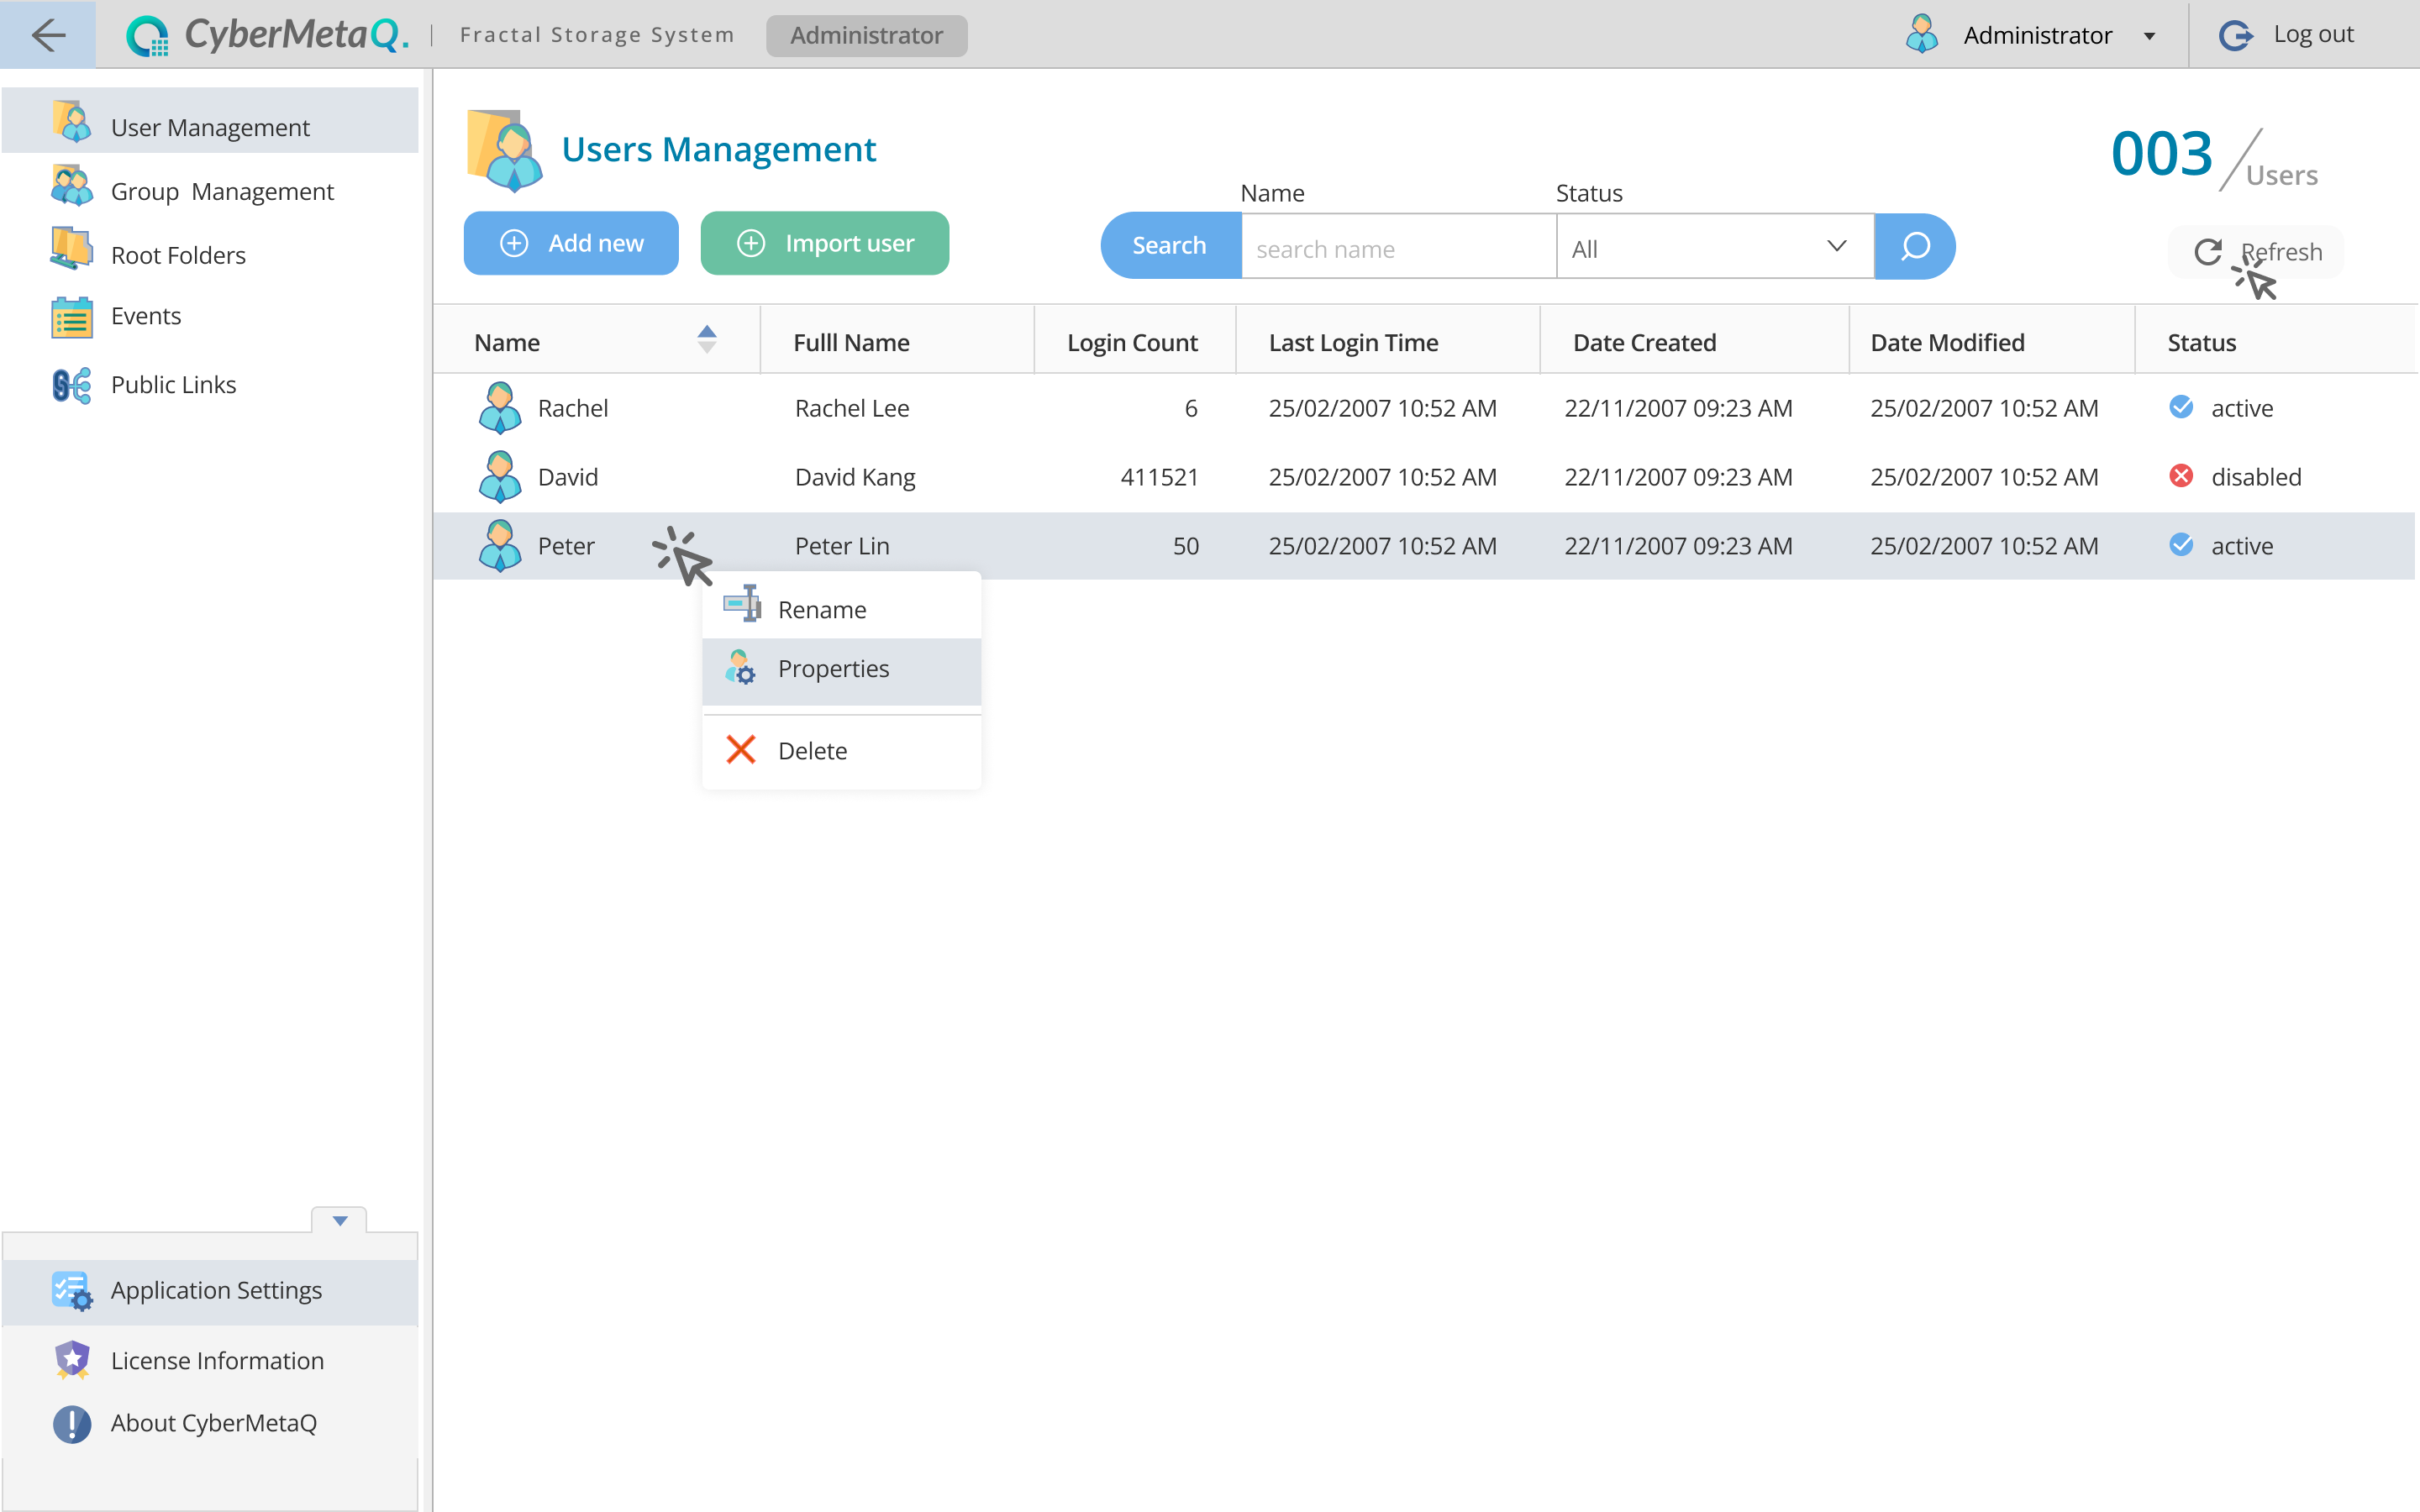 CyberMetaQ. | Fractal Storage System Administrator Administrator Log out
User Management
Group Management
Root Folders
Events
Public Links
Users Management
003 / Users
Name Status
Add new Import user Search search name All Refresh
Name Fulll Name Login Count Last Login Time Date Created Date Modified Status
Rachel Rachel Lee 6 25/02/2007 10:52 AM 22/11/2007 09:23 AM 25/02/2007 10:52 AM active
David David Kang 411521 25/02/2007 10:52 AM 22/11/2007 09:23 AM 25/02/2007 10:52 AM disabled
Peter Peter Lin 50 25/02/2007 10:52 AM 22/11/2007 09:23 AM 25/02/2007 10:52 AM active
Rename
Properties
Delete
Application Settings
License Information
About CyberMetaQ